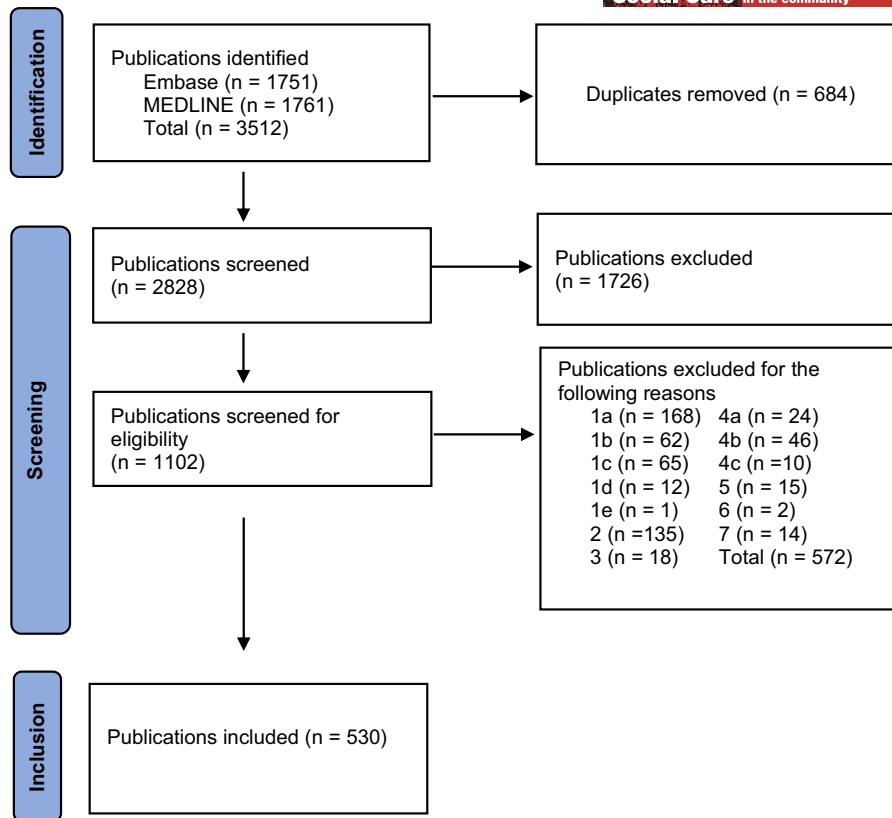 in the community
Identification
Publications identified
Embase (n = 1751)
MEDLINE (n = 1761)
Total (n = 3512)
Duplicates removed (n = 684)
Screening
Publications screened
(n = 2828)
Publications excluded
(n = 1726)
Publications screened for
eligibility
(n = 1102)
Publications excluded for the
following reasons
1a (n = 168) 4a (n = 24)
1b (n = 62) 4b (n = 46)
1c (n = 65) 4c (n =10)
1d (n = 12) 5 (n = 15)
1e (n = 1) 6 (n = 2)
2 (n =135) 7 (n = 14)
3 (n = 18) Total (n = 572)
Inclusion
Publications included (n = 530)